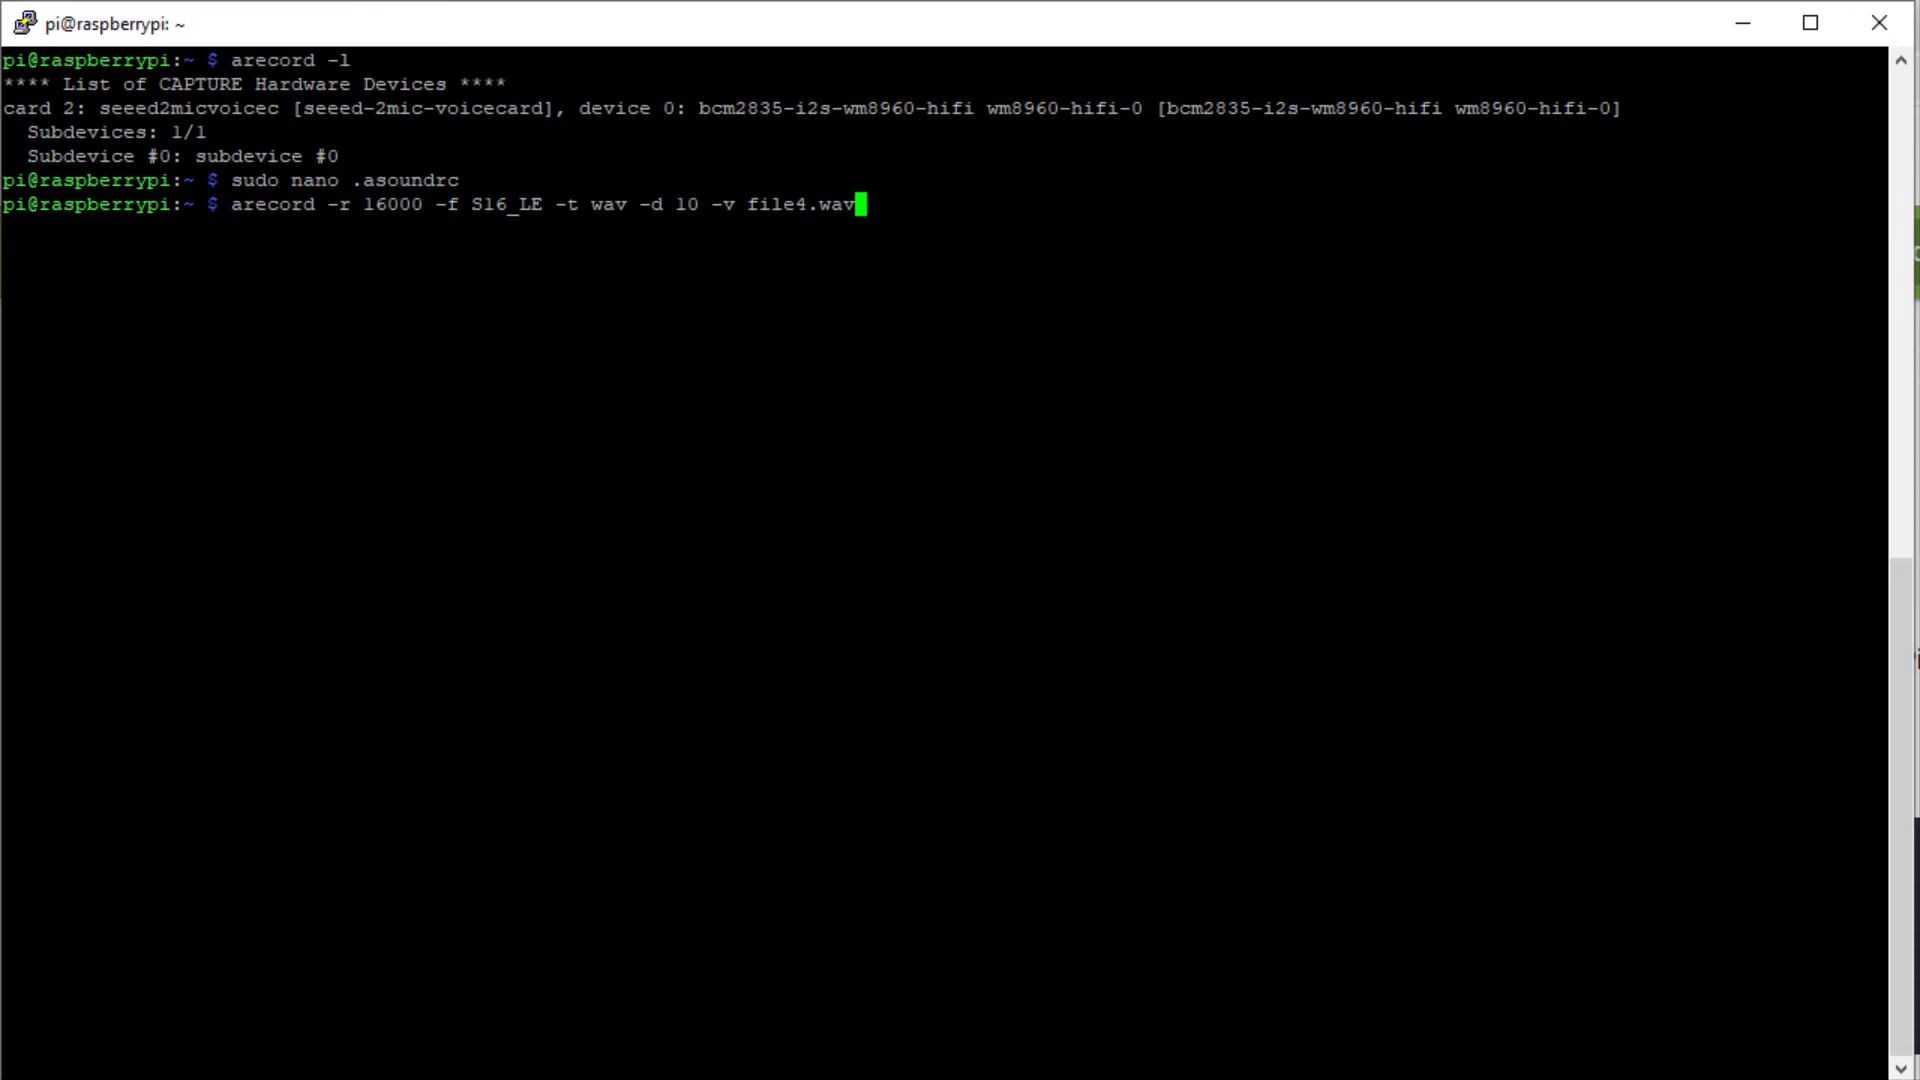 pi@raspberrypi: ~
pi@raspberrypi:~ $ arecord -l
**** List of CAPTURE Hardware Devices ****
card 2: seeed2micvoicec [seeed-2mic-voicecard], device 0: bcm2835-i2s-wm8960-hifi wm8960-hifi-0 [bcm2835-i2s-wm8960-hifi wm8960-hifi-0]
  Subdevices: 1/1
  Subdevice #0: subdevice #0
pi@raspberrypi:~ $ sudo nano .asoundrc
pi@raspberrypi:~ $ arecord -r 16000 -f S16_LE -t wav -d 10 -v file4.wav